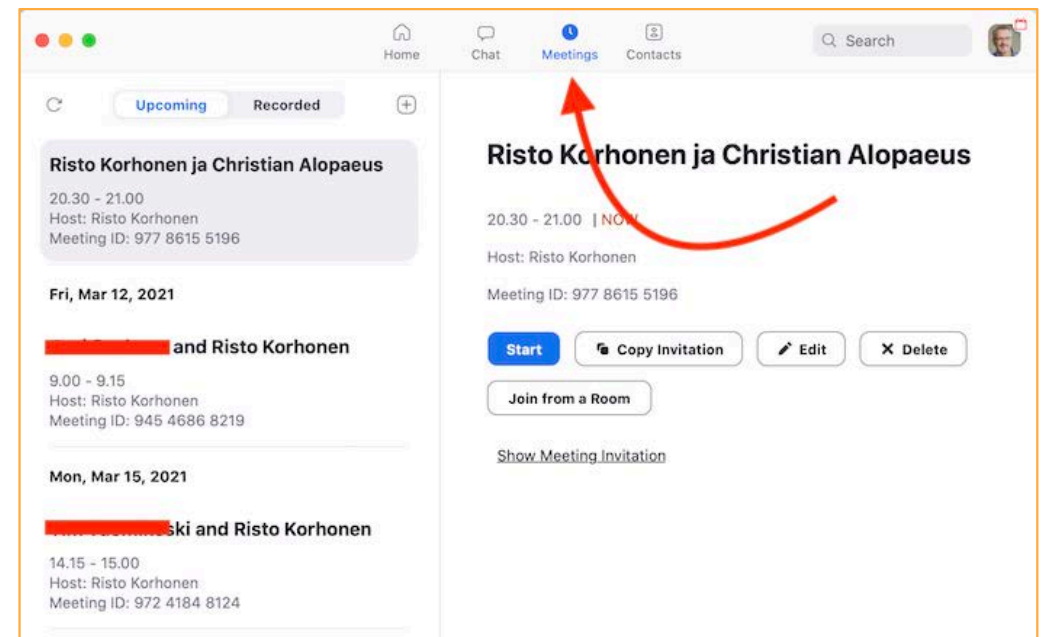 Home
Chat
Meetings
Contacts
Search
Upcoming
Recorded
Risto Korhonen ja Christian Alopaeus
20.30 - 21.00
Host: Risto Korhonen
Meeting ID: 977 8615 5196
Fri, Mar 12, 2021
and Risto Korhonen
9.00 - 9.15
Host: Risto Korhonen
Meeting ID: 945 4686 8219
Mon, Mar 15, 2021
ski and Risto Korhonen
14.15 - 15.00
Host: Risto Korhonen
Meeting ID: 972 4184 8124
Risto Korhonen ja Christian Alopaeus
20.30 - 21.00 | NOW
Host: Risto Korhonen
Meeting ID: 977 8615 5196
Start
Copy Invitation
Edit
Delete
Join from a Room
Show Meeting Invitation